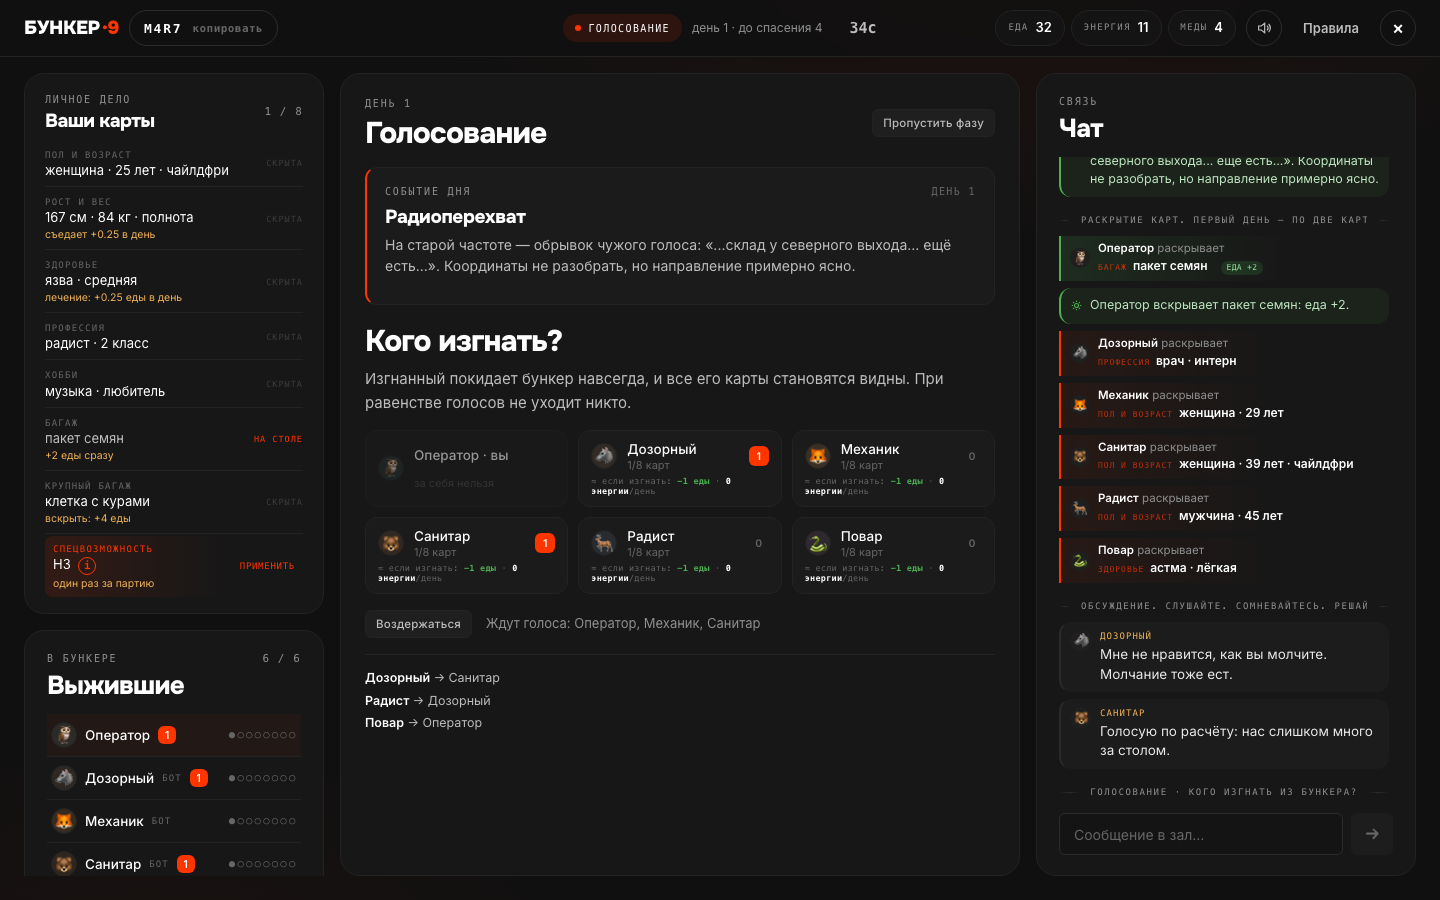 БУНКЕР·9
M4R7 копировать
ГОЛОСОВАНИЕ
день 1 · до спасения 4
34с
ЕДА 32
ЭНЕРГИЯ 11
МЕДЫ 4
Правила
×
ЛИЧНОЕ ДЕЛО
Ваши карты
1 / 8
ПОЛ И ВОЗРАСТ
женщина · 25 лет · чайлдфри
СКРЫТА
РОСТ И ВЕС
167 см · 84 кг · полнота
съедает +0.25 в день
СКРЫТА
ЗДОРОВЬЕ
язва · средняя
лечение: +0.25 еды в день
СКРЫТА
ПРОФЕССИЯ
радист · 2 класс
СКРЫТА
ХОББИ
музыка · любитель
СКРЫТА
БАГАЖ
пакет семян
+2 еды сразу
НА СТОЛЕ
КРУПНЫЙ БАГАЖ
клетка с курами
вскрыть: +4 еды
СКРЫТА
СПЕЦВОЗМОЖНОСТЬ
НЗ i
один раз за партию
ПРИМЕНИТЬ
В БУНКЕРЕ
Выжившие
6 / 6
Оператор 1
Дозорный БОТ 1
Механик БОТ
Санитар БОТ 1
ДЕНЬ 1
Голосование
Пропустить фазу
СОБЫТИЕ ДНЯ
ДЕНЬ 1
Радиоперехват
На старой частоте — обрывок чужого голоса: «…склад у северного выхода… ещё
есть…». Координаты не разобрать, но направление примерно ясно.
Кого изгнать?
Изгнанный покидает бункер навсегда, и все его карты становятся видны. При
равенстве голосов не уходит никто.
Оператор · вы
за себя нельзя
Дозорный
1/8 карт
1
≈ если изгнать: −1 еды · 0
энергии/день
Механик
1/8 карт
0
≈ если изгнать: −1 еды · 0
энергии/день
Санитар
1/8 карт
1
≈ если изгнать: −1 еды · 0
энергии/день
Радист
1/8 карт
0
≈ если изгнать: −1 еды · 0
энергии/день
Повар
1/8 карт
0
≈ если изгнать: −1 еды · 0
энергии/день
Воздержаться
Ждут голоса: Оператор, Механик, Санитар
Дозорный → Санитар
Радист → Дозорный
Повар → Оператор
СВЯЗЬ
Чат
северного выхода… ещё есть…». Координаты
не разобрать, но направление примерно ясно.
РАСКРЫТИЕ КАРТ. ПЕРВЫЙ ДЕНЬ — ПО ДВЕ КАРТ
Оператор раскрывает
БАГАЖ пакет семян ЕДА +2
Оператор вскрывает пакет семян: еда +2.
Дозорный раскрывает
ПРОФЕССИЯ врач · интерн
Механик раскрывает
ПОЛ И ВОЗРАСТ женщина · 29 лет
Санитар раскрывает
ПОЛ И ВОЗРАСТ женщина · 39 лет · чайлдфри
Радист раскрывает
ПОЛ И ВОЗРАСТ мужчина · 45 лет
Повар раскрывает
ЗДОРОВЬЕ астма · лёгкая
ОБСУЖДЕНИЕ. СЛУШАЙТЕ. СОМНЕВАЙТЕСЬ. РЕШАЙ
ДОЗОРНЫЙ
Мне не нравится, как вы молчите.
Молчание тоже ест.
САНИТАР
Голосую по расчёту: нас слишком много
за столом.
ГОЛОСОВАНИЕ · КОГО ИЗГНАТЬ ИЗ БУНКЕРА?
Сообщение в зал…